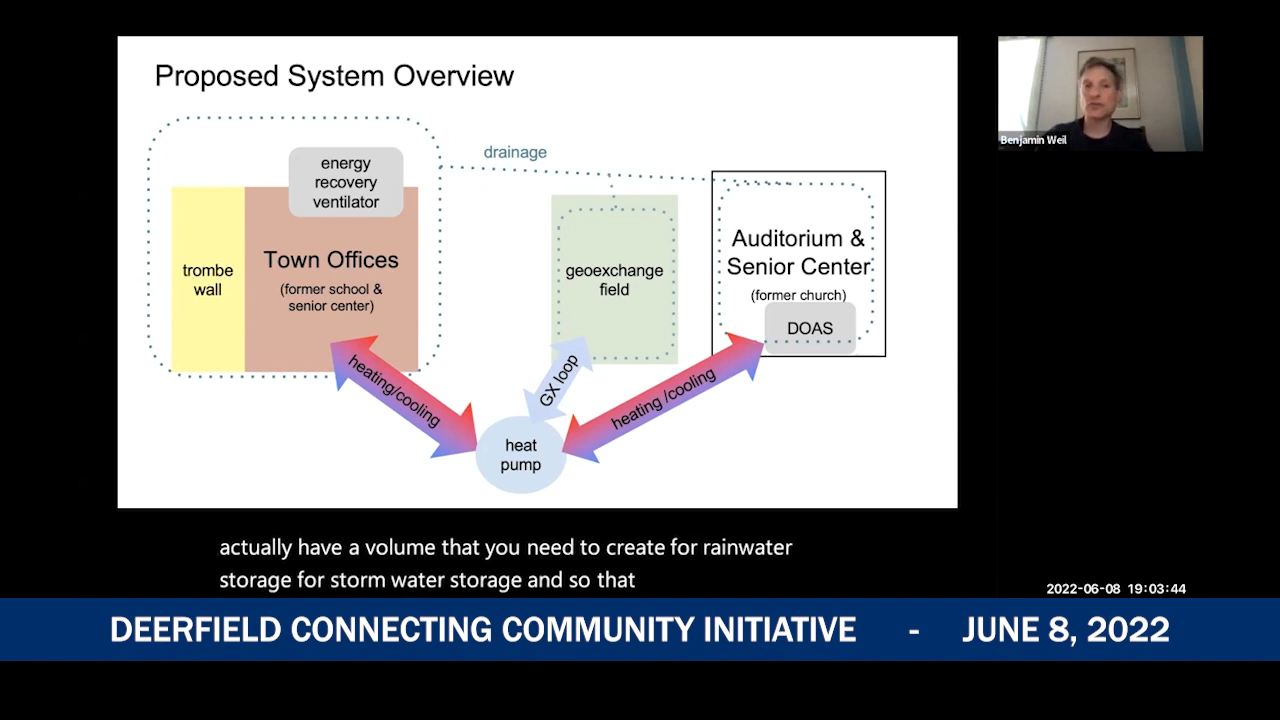 Proposed System Overview
drainage
energy
recovery
ventilator
trombe
wall
Town Offices
(former school &
senior center)
geoexchange
field
Auditorium &
Senior Center
(former church)
DOAS
heating/cooling
GX loop
heating /cooling
heat
pump
Benjamin Weil
actually have a volume that you need to create for rainwater
storage for storm water storage and so that
2022-06-08 19:03:44
DEERFIELD CONNECTING COMMUNITY INITIATIVE - JUNE 8, 2022